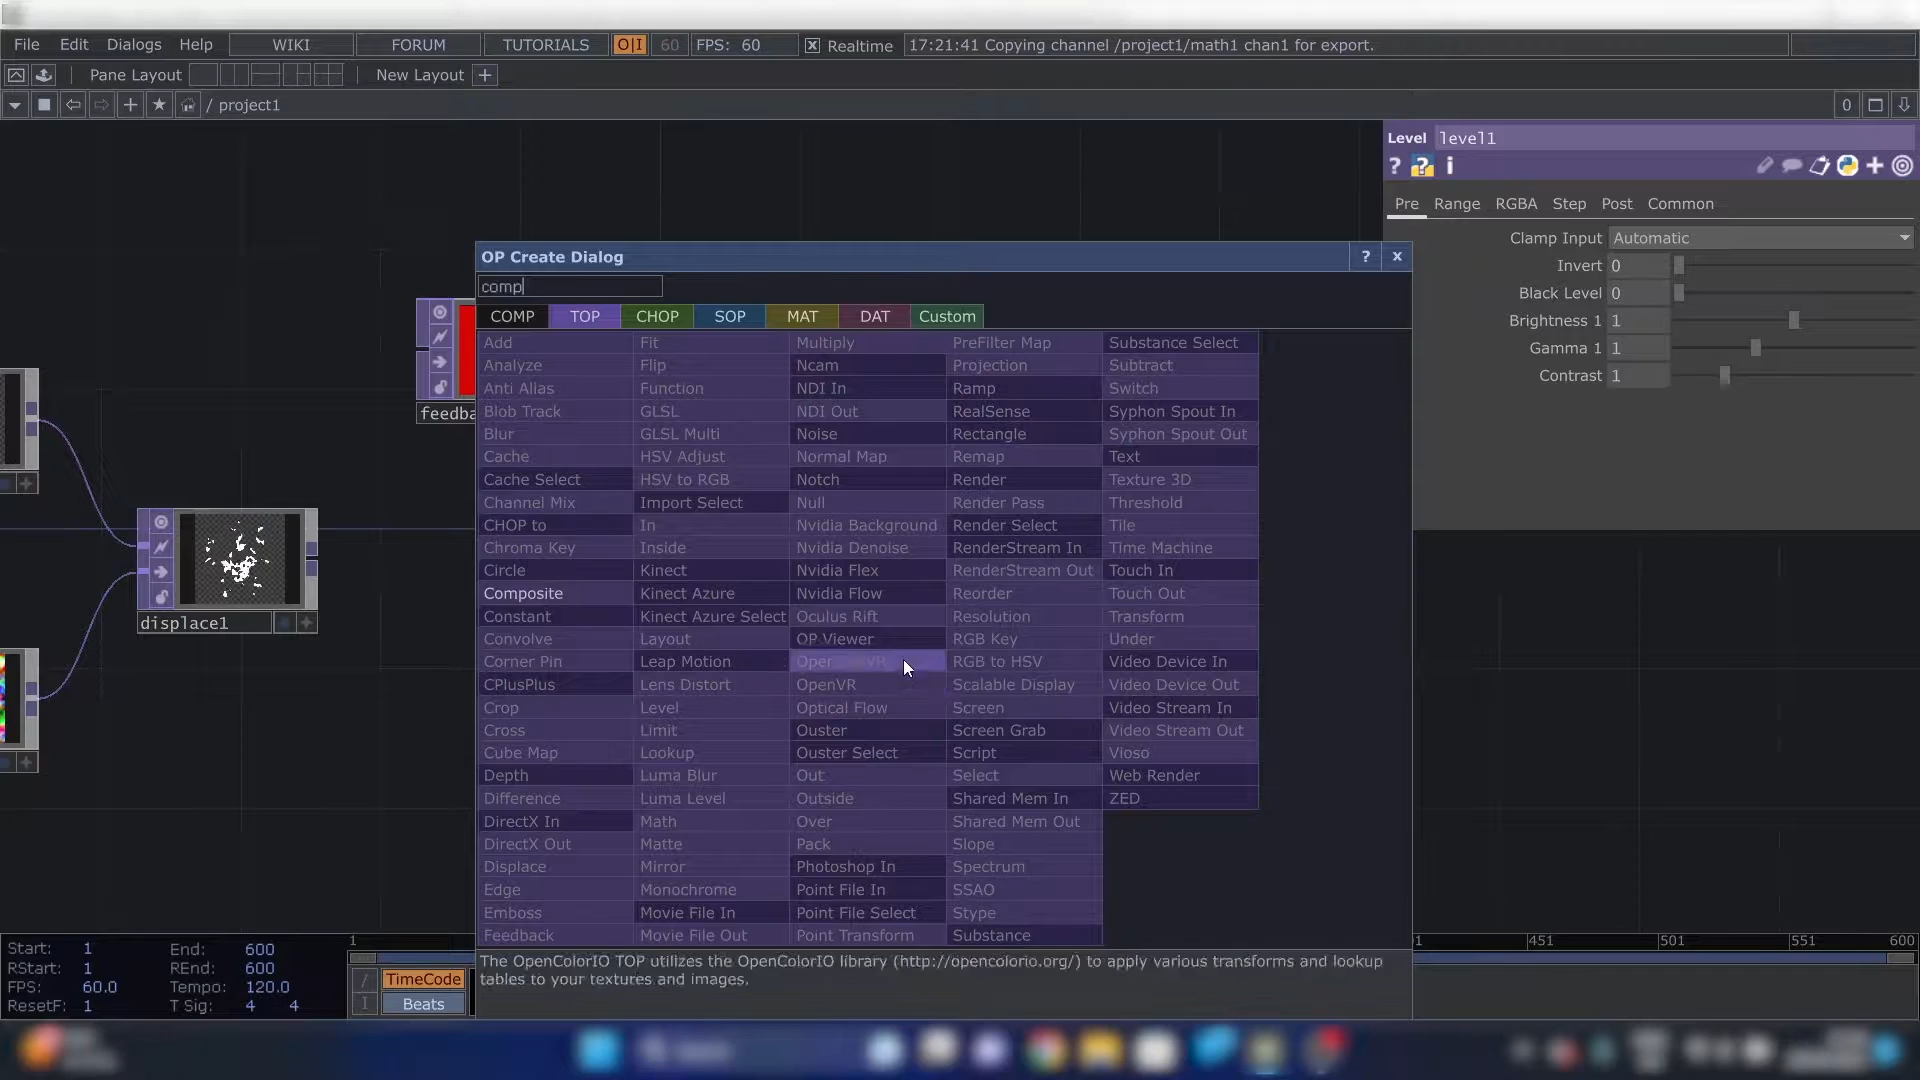 File Edit Dialogs Help WIKI FORUM TUTORIALS O|I 60 FPS: 60 Realtime 17:21:41 Copying channel /project1/math1 chan1 for export.
Pane Layout New Layout +
/ project1 0
Level level1
? ? i
Pre Range RGBA Step Post Common
Clamp Input Automatic
Invert 0
Black Level 0
Brightness 1 1
Gamma 1 1
Contrast 1
OP Create Dialog ? x
comp
COMP TOP CHOP SOP MAT DAT Custom
Add Fit Multiply PreFilter Map Substance Select
Analyze Flip Ncam Projection Subtract
Anti Alias Function NDI In Ramp Switch
Blob Track GLSL NDI Out RealSense Syphon Spout In
Blur GLSL Multi Noise Rectangle Syphon Spout Out
Cache HSV Adjust Normal Map Remap Text
Cache Select HSV to RGB Notch Render Texture 3D
Channel Mix Import Select Null Render Pass Threshold
CHOP to In Nvidia Background Render Select Tile
Chroma Key Inside Nvidia Denoise RenderStream In Time Machine
Circle Kinect Nvidia Flex RenderStream Out Touch In
Composite Kinect Azure Nvidia Flow Reorder Touch Out
Constant Kinect Azure Select Oculus Rift Resolution Transform
Convolve Layout OP Viewer RGB Key Under
Corner Pin Leap Motion RGB to HSV Video Device In
CPlusPlus Lens Distort OpenVR Scalable Display Video Device Out
Crop Level Optical Flow Screen Video Stream In
Cross Limit Ouster Screen Grab Video Stream Out
Cube Map Lookup Ouster Select Script Vioso
Depth Luma Blur Out Select Web Render
Difference Luma Level Outside Shared Mem In ZED
DirectX In Math Over Shared Mem Out
DirectX Out Matte Pack Slope
Displace Mirror Photoshop In Spectrum
Edge Monochrome Point File In SSAO
Emboss Movie File In Point File Select Stype
Feedback Movie File Out Point Transform Substance
The OpenColorIO TOP utilizes the OpenColorIO library (http://opencolorio.org/) to apply various transforms and lookup
tables to your textures and images.
feedba
displace1
Start: 1 End: 600
RStart: 1 REnd: 600
FPS: 60.0 Tempo: 120.0
ResetF: 1 T Sig: 4 4
TimeCode
Beats
1 451 501 551 600